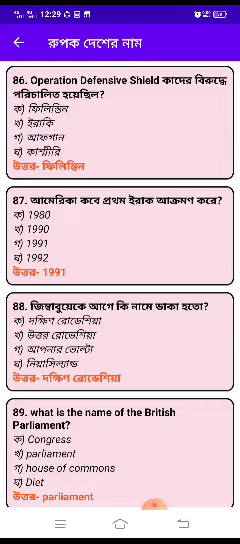 12:29
রুপক দেশের নাম
86. Operation Defensive Shield কাদের বিরুদ্ধে
পরিচালিত হয়েছিল?
ক) ফিলিস্তিন
খ) ইরাকি
গ) আফগান
ঘ) কাশ্মীরি
উত্তর- ফিলিস্তিন
87. আমেরিকা কবে প্রথম ইরাক আক্রমণ করে?
ক) 1980
খ) 1990
গ) 1991
ঘ) 1992
উত্তর- 1991
88. জিম্বাবুয়েকে আগে কি নামে ডাকা হতো?
ক) দক্ষিণ রোডেশিয়া
খ) উত্তর রোডেশিয়া
গ) আপনার ভোল্টা
ঘ) নিয়াসিল্যান্ড
উত্তর- দক্ষিণ রোডেশিয়া
89. what is the name of the British
Parliament?
ক) Congress
খ) parliament
গ) house of commons
ঘ) Diet
উত্তর- parliament